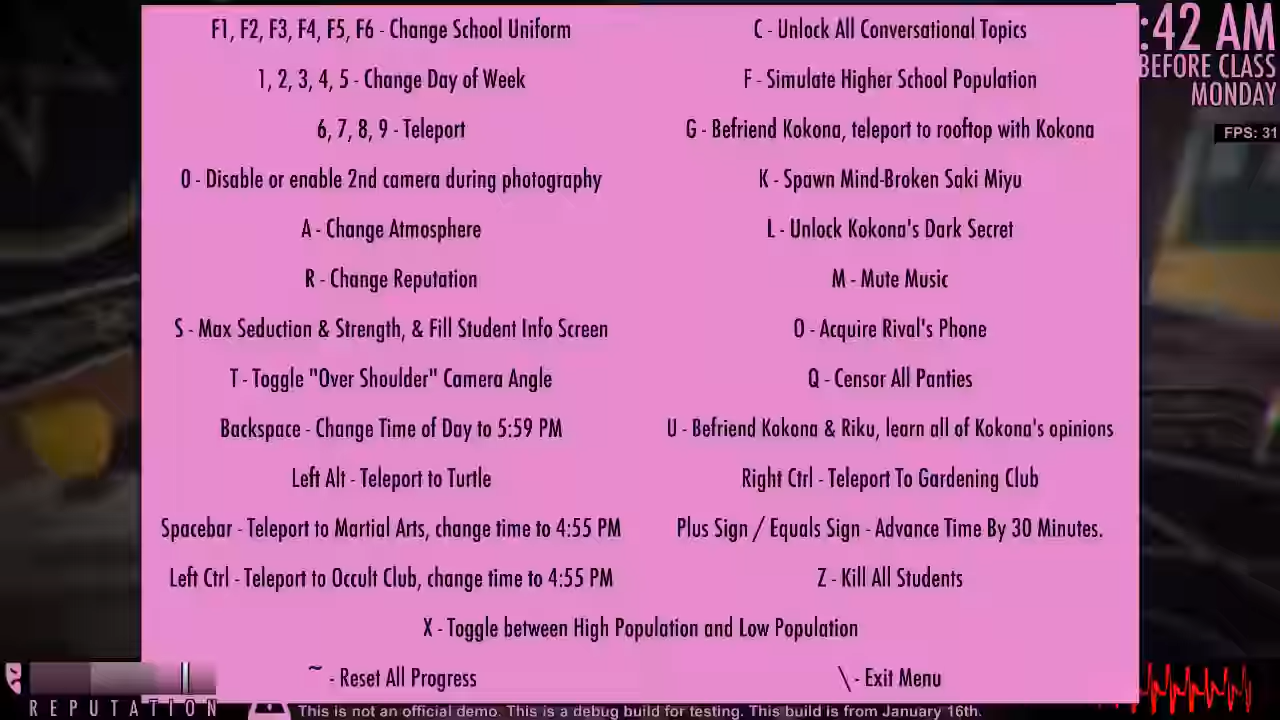 F1, F2, F3, F4, F5, F6 - Change School Uniform
1, 2, 3, 4, 5 - Change Day of Week
6, 7, 8, 9 - Teleport
0 - Disable or enable 2nd camera during photography
A - Change Atmosphere
R - Change Reputation
S - Max Seduction & Strength, & Fill Student Info Screen
T - Toggle "Over Shoulder" Camera Angle
Backspace - Change Time of Day to 5:59 PM
Left Alt - Teleport to Turtle
Spacebar - Teleport to Martial Arts, change time to 4:55 PM
Left Ctrl - Teleport to Occult Club, change time to 4:55 PM
C - Unlock All Conversational Topics
F - Simulate Higher School Population
G - Befriend Kokona, teleport to rooftop with Kokona
K - Spawn Mind-Broken Saki Miyu
L - Unlock Kokona's Dark Secret
M - Mute Music
O - Acquire Rival's Phone
Q - Censor All Panties
U - Befriend Kokona & Riku, learn all of Kokona's opinions
Right Ctrl - Teleport To Gardening Club
Plus Sign / Equals Sign - Advance Time By 30 Minutes.
Z - Kill All Students
X - Toggle between High Population and Low Population
~ - Reset All Progress
\ - Exit Menu
:42 AM
BEFORE CLASS
MONDAY
FPS: 31
REPUTATION
This is not an official demo. This is a debug build for testing. This build is from January 16th.